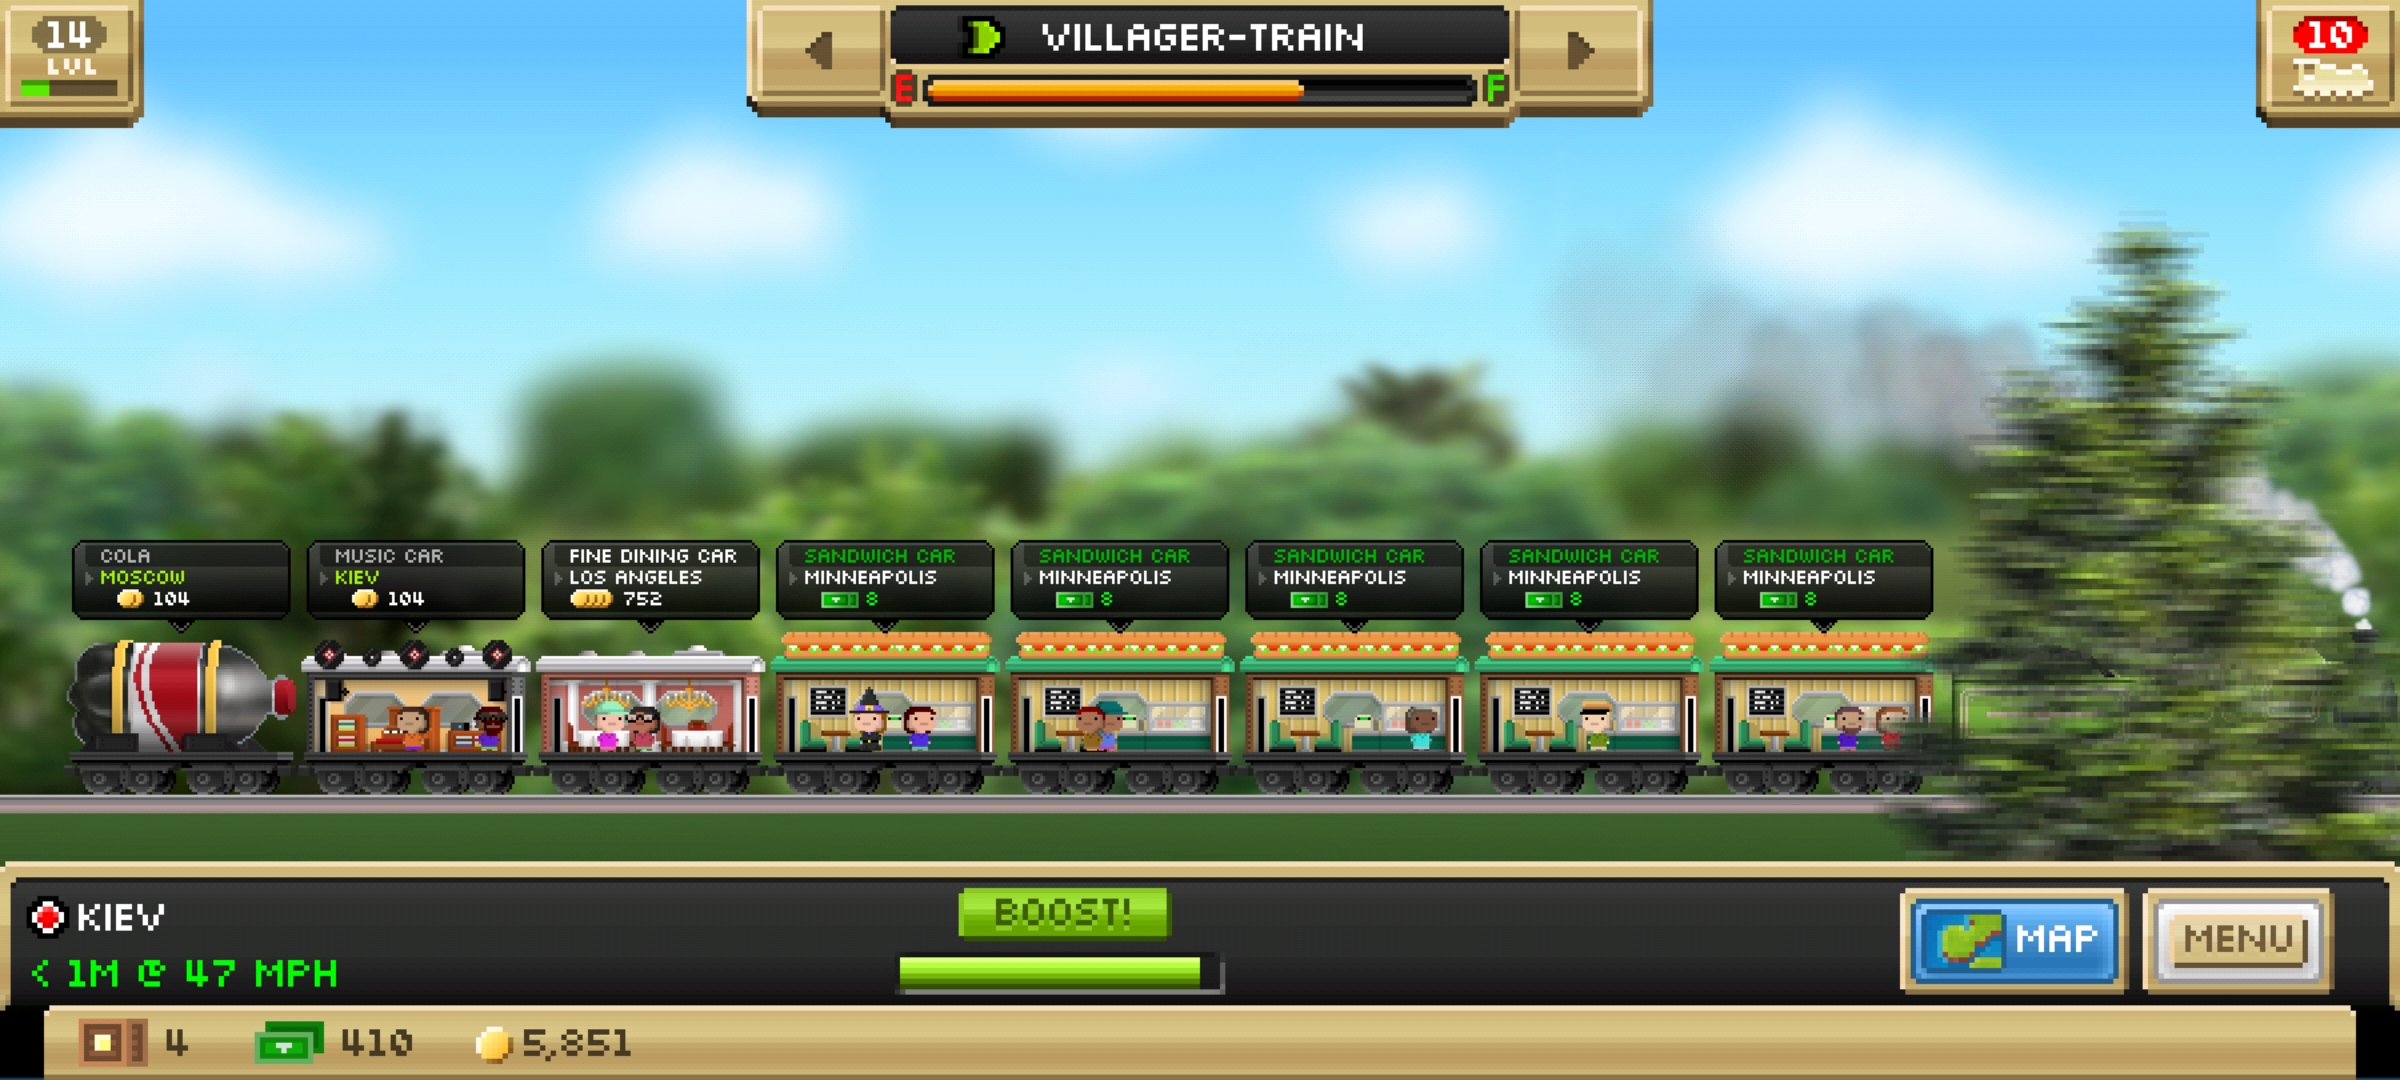 14
LVL
VILLAGER-TRAIN
E F
10
COLA
MOSCOW
104
MUSIC CAR
KIEV
104
FINE DINING CAR
LOS ANGELES
752
SANDWICH CAR
MINNEAPOLIS
8
SANDWICH CAR
MINNEAPOLIS
8
SANDWICH CAR
MINNEAPOLIS
8
SANDWICH CAR
MINNEAPOLIS
8
SANDWICH CAR
MINNEAPOLIS
8
KIEV
< 1M @ 47 MPH
BOOST!
MAP
MENU
4 410 5,851